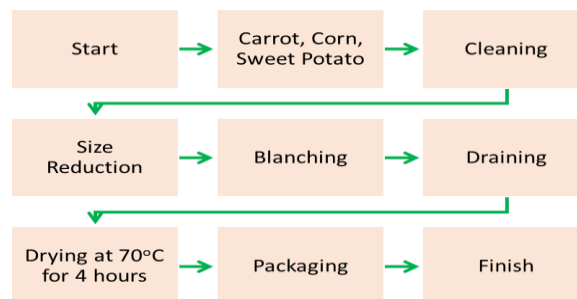 Start
Carrot, Corn,
Sweet Potato
Cleaning
Size
Reduction
Blanching
Draining
Drying at 70°C
for 4 hours
Packaging
Finish